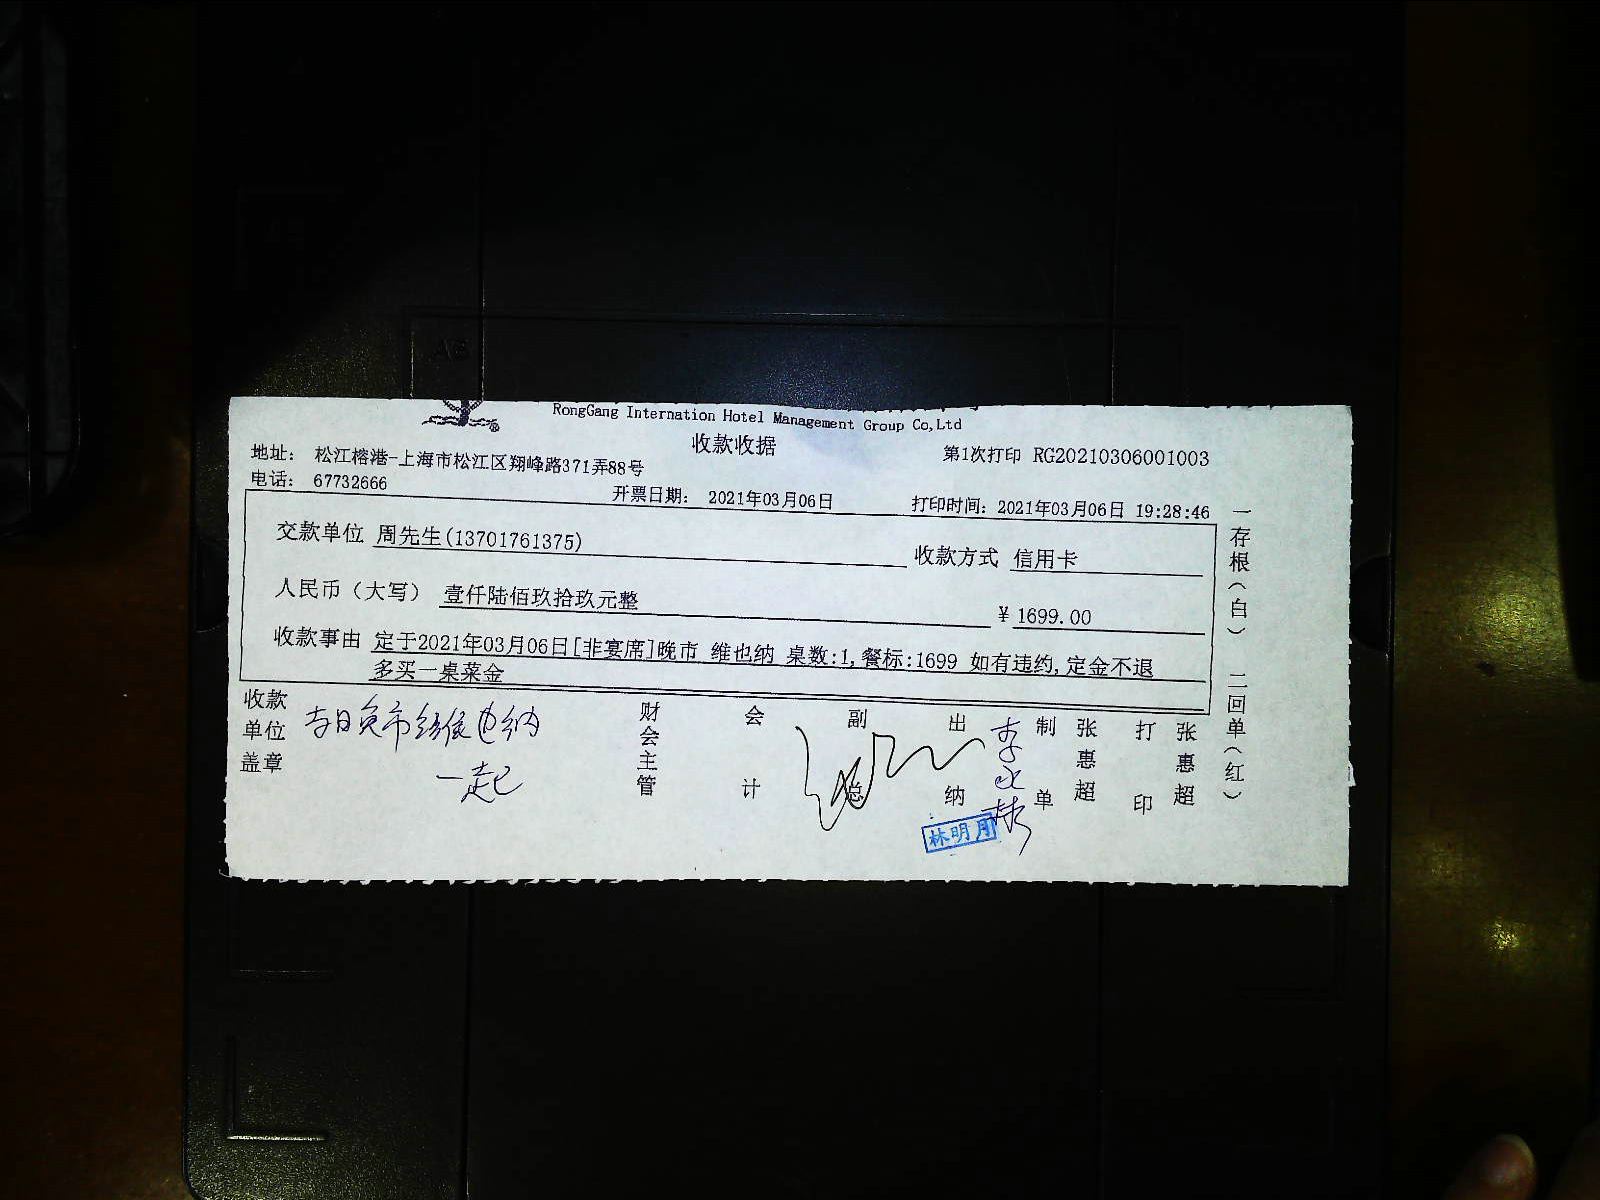 RongGang Internation Hotel Management Group Co,Ltd
收款收据
地址： 松江榕港-上海市松江区翔峰路371弄88号
第1次打印 RG20210306001003
电话： 67732666
开票日期： 2021年03月06日
打印时间：2021年03月06日 19:28:46
交款单位 周先生(13701761375)
收款方式 信用卡
人民币（大写） 壹仟陆佰玖拾玖元整
¥ 1699.00
收款事由 定于2021年03月06日[非宴席]晚市 维也纳 桌数:1,餐标:1699 如有违约,定金不退
多买一桌菜金
收款单位盖章
一起
财会主管
会计
副总
出纳
制单
张惠超
打印
张惠超
林明月
一存根（白） 二回单（红）